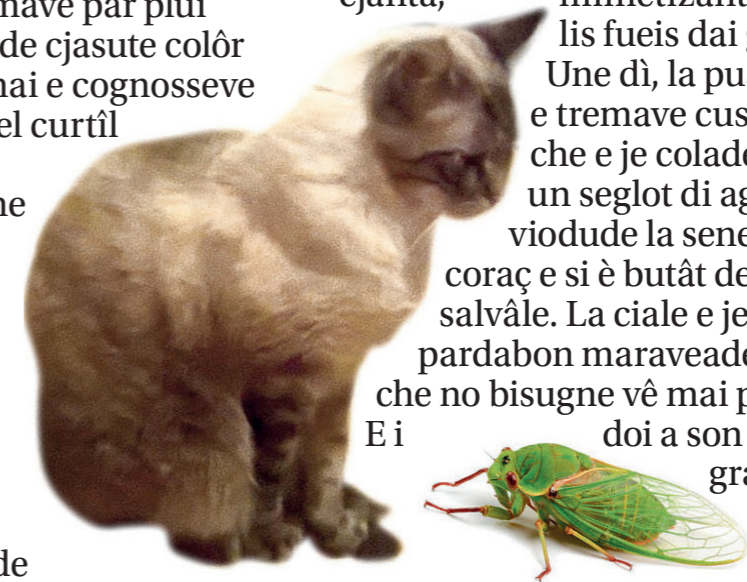 mave par plui
de cjasute colôr
nai e cognosseve
el curtîl
ne
de
lis fueis dai
Une dì, la pu
e tremave cus
che e je colade
un seglot di ag
viodude la sene
coraç e si è butât de
salvâle. La ciale e je
pardabon maraveade
che no bisugne vê mai p
E i doi a son
gra